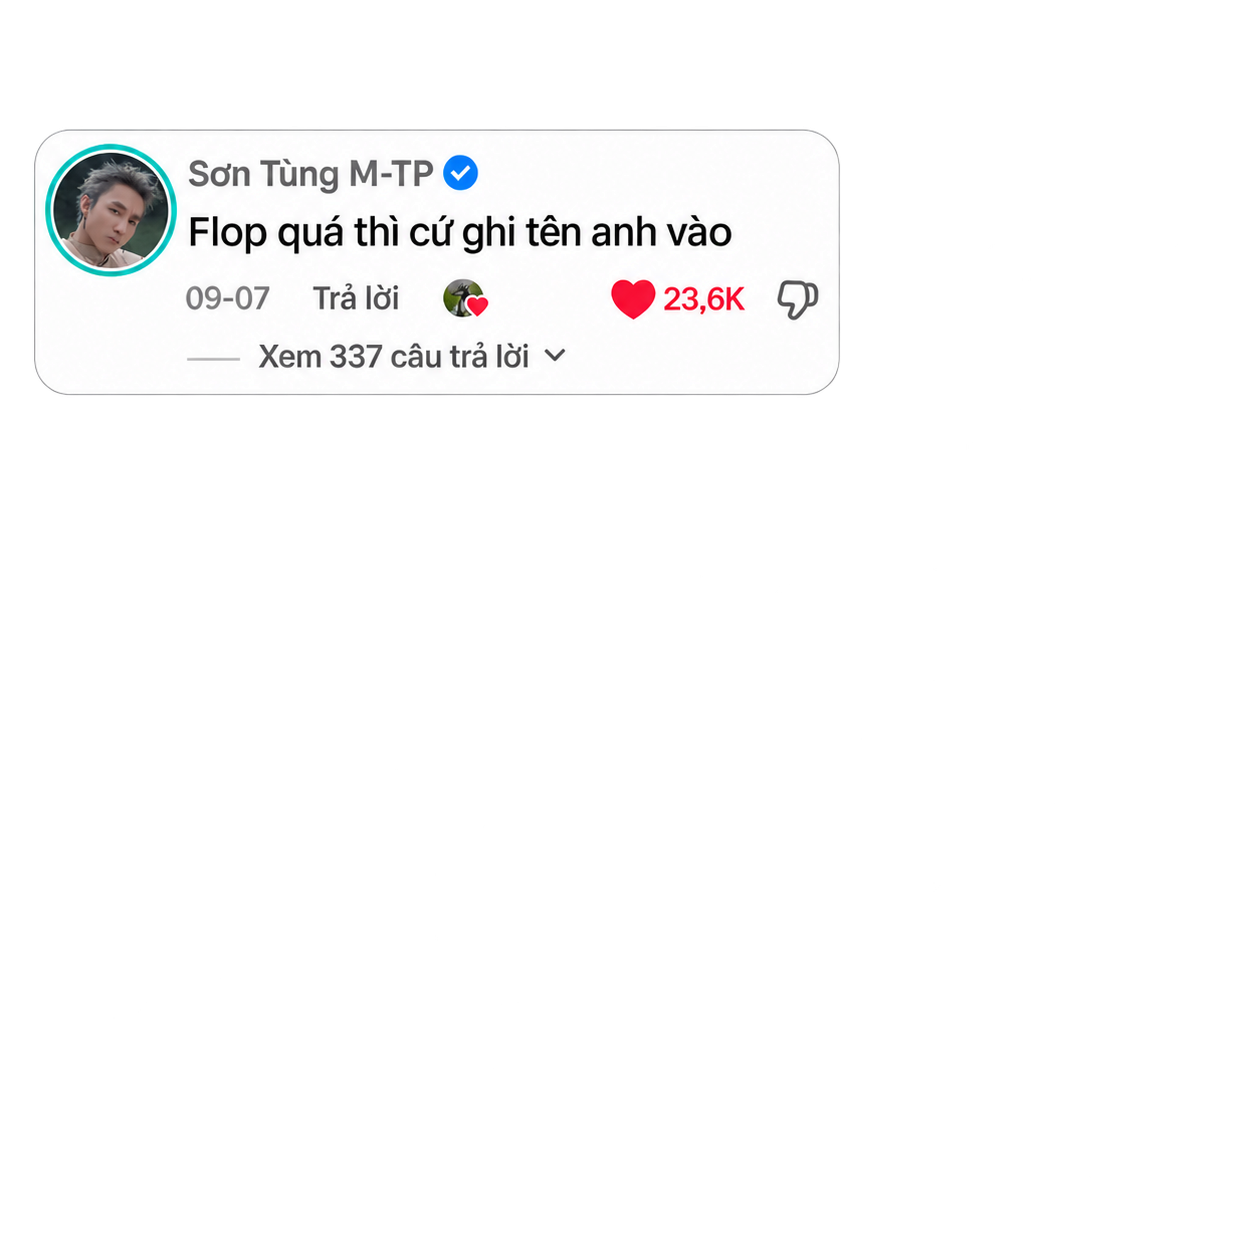 Sơn Tùng M-TP
Flop quá thì cứ ghi tên anh vào
09-07 Trả lời 23,6K
Xem 337 câu trả lời